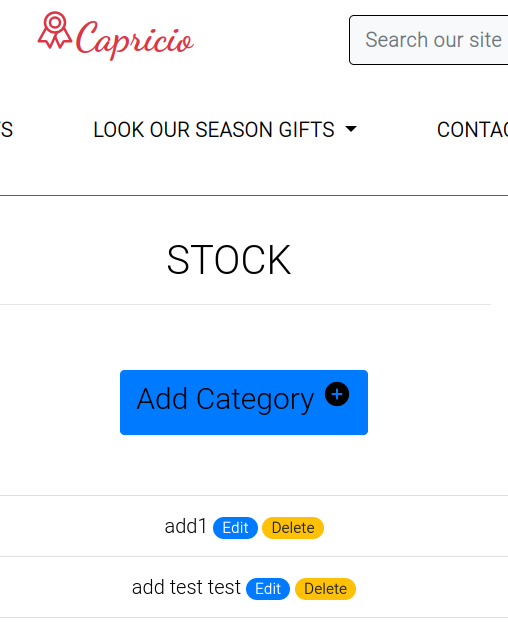 Capricio
Search our site
TS
LOOK OUR SEASON GIFTS
CONTAC
STOCK
Add Category
add1 Edit Delete
add test test Edit Delete